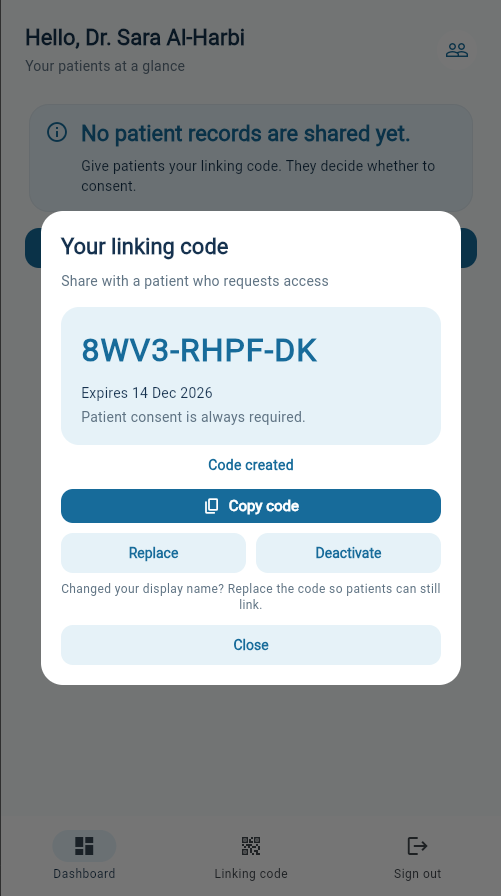 Hello, Dr. Sara Al-Harbi
Your patients at a glance
No patient records are shared yet.
Give patients your linking code. They decide whether to
consent.
Your linking code
Share with a patient who requests access
8WV3-RHPF-DK
Expires 14 Dec 2026
Patient consent is always required.
Code created
Copy code
Replace
Deactivate
Changed your display name? Replace the code so patients can still
link.
Close
Dashboard
Linking code
Sign out